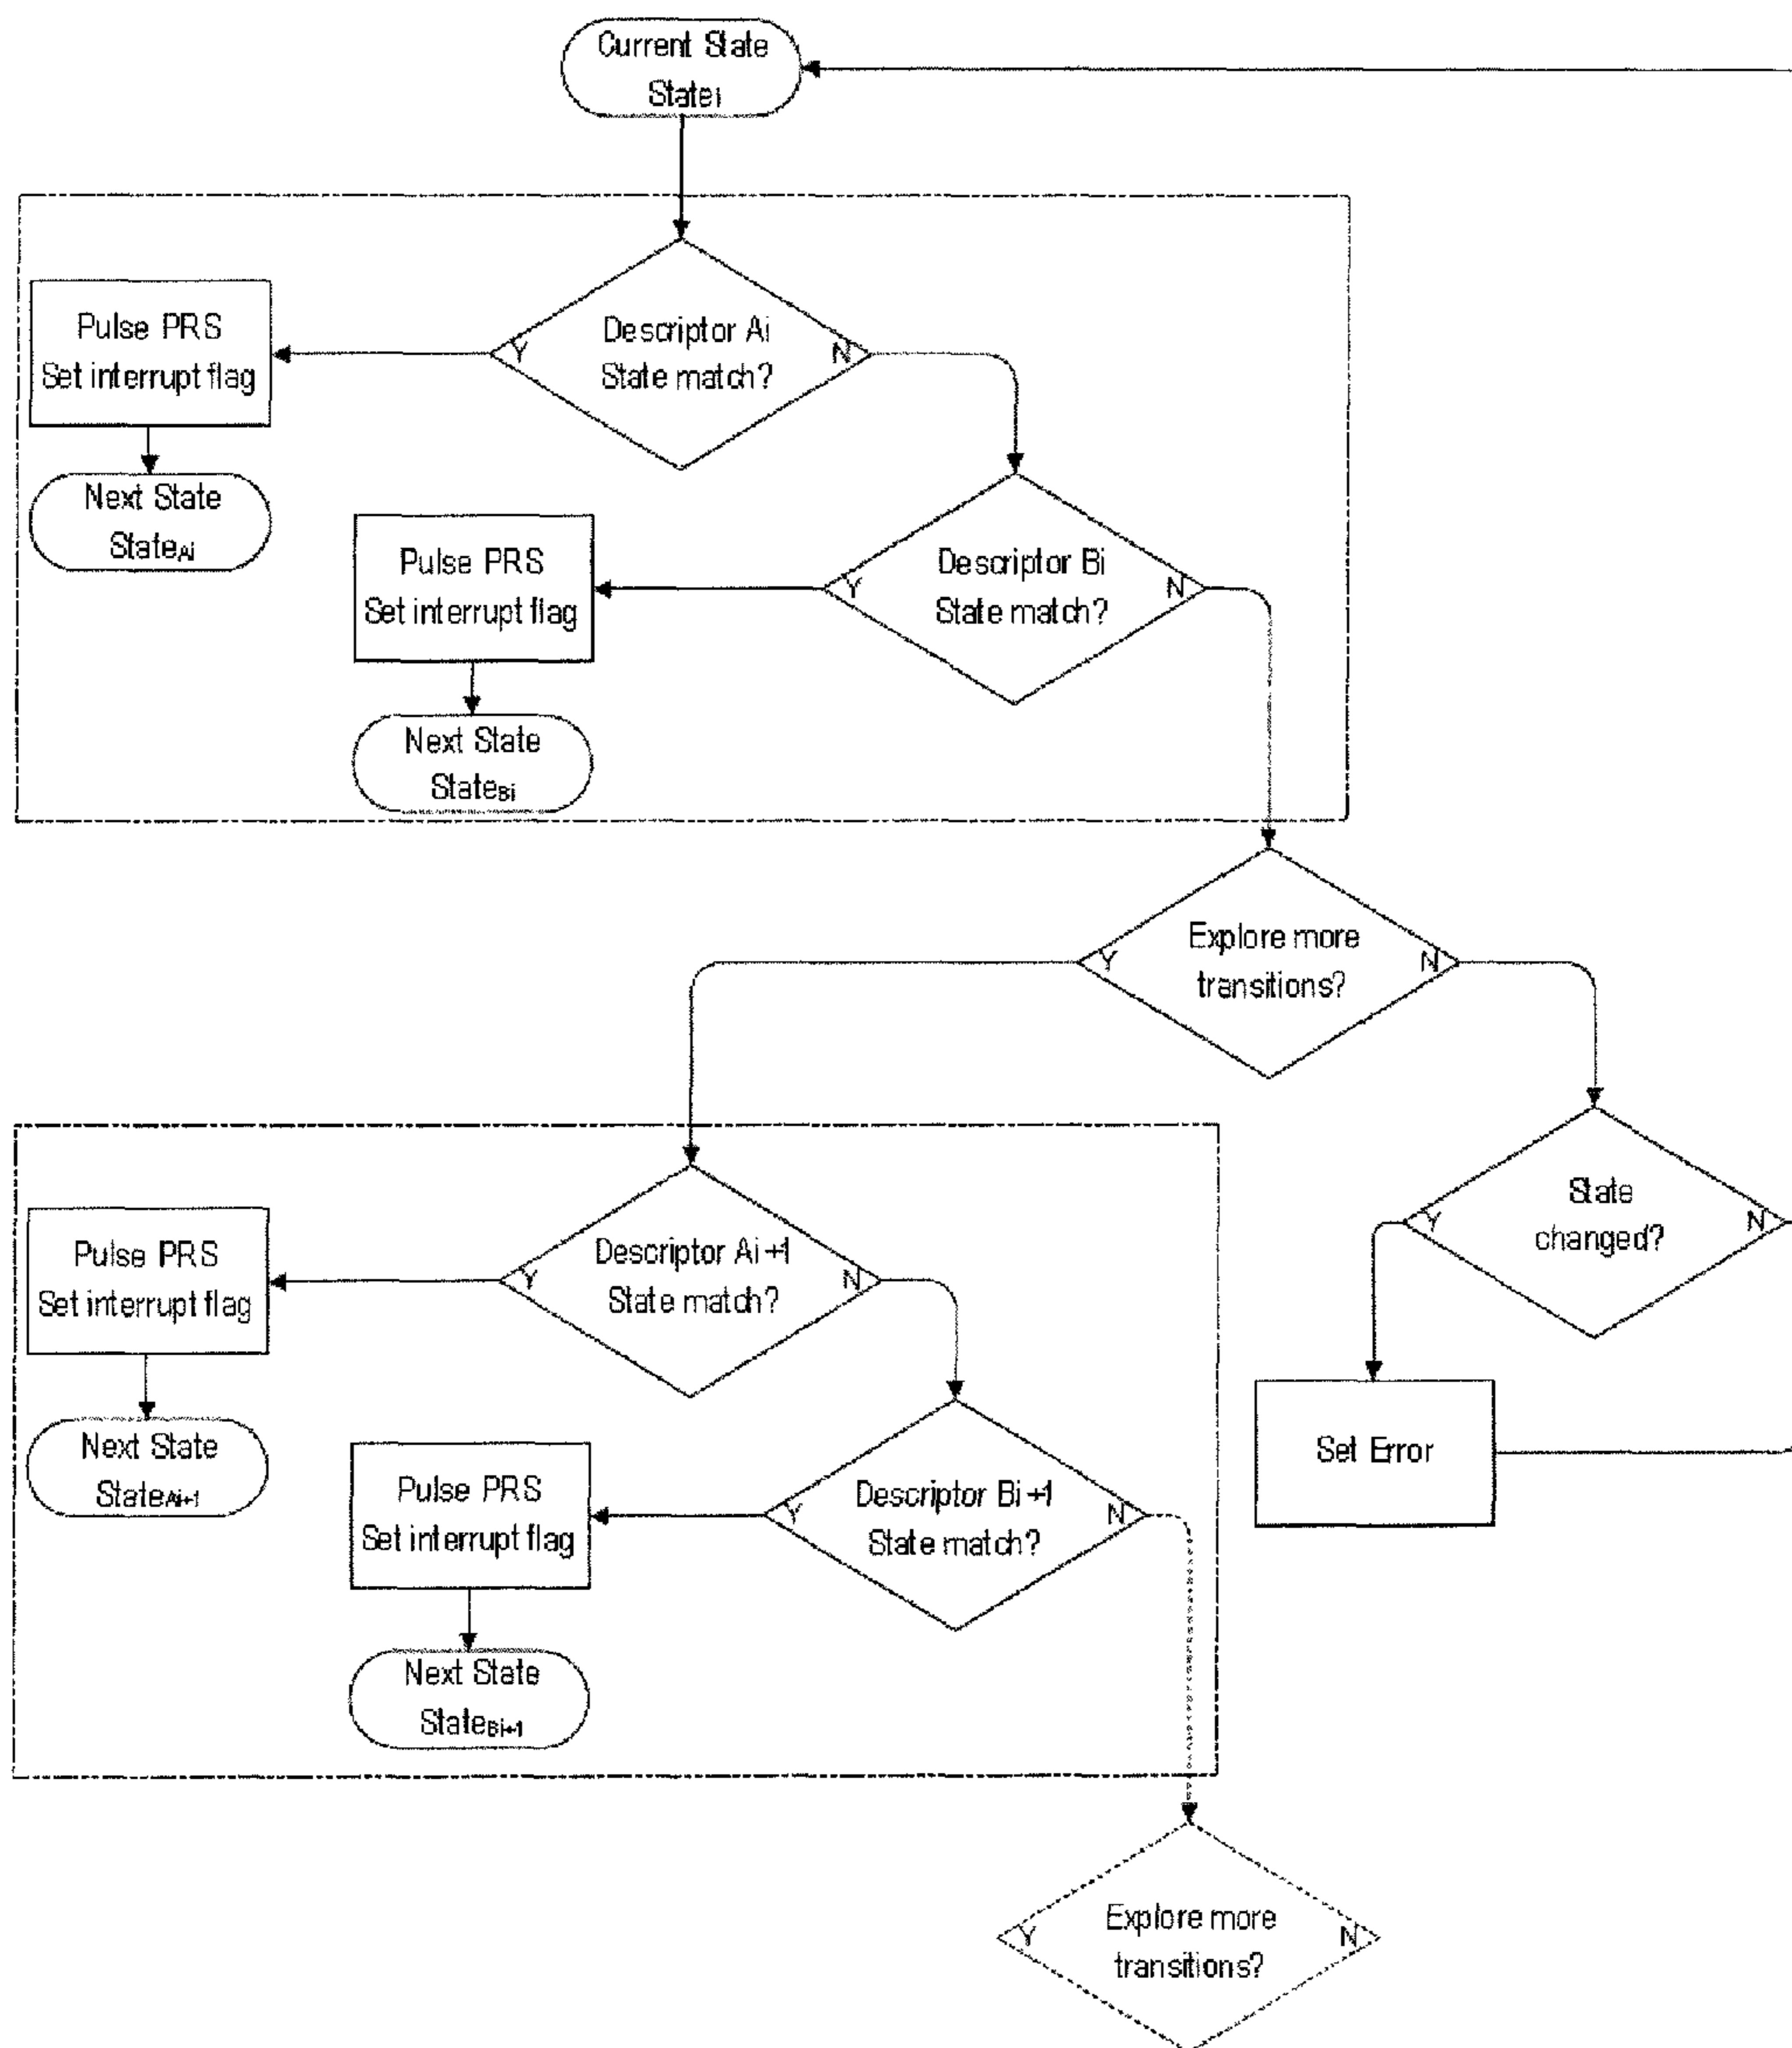 Current State
Statei
Pulse PRS
Set interrupt flag
Y
Descriptor Ai
State match?
N
Next State
StateAi
Pulse PRS
Set interrupt flag
Y
Descriptor Bi
State match?
N
Next State
StateBi
Y
Explore more
transitions?
N
Y
State
changed?
N
Pulse PRS
Set interrupt flag
Y
Descriptor Ai+1
State match?
N
Next State
StateAi+1
Set Error
Pulse PRS
Set interrupt flag
Y
Descriptor Bi+1
State match?
N
Next State
StateBi+1
Y
Explore more
transitions?
N